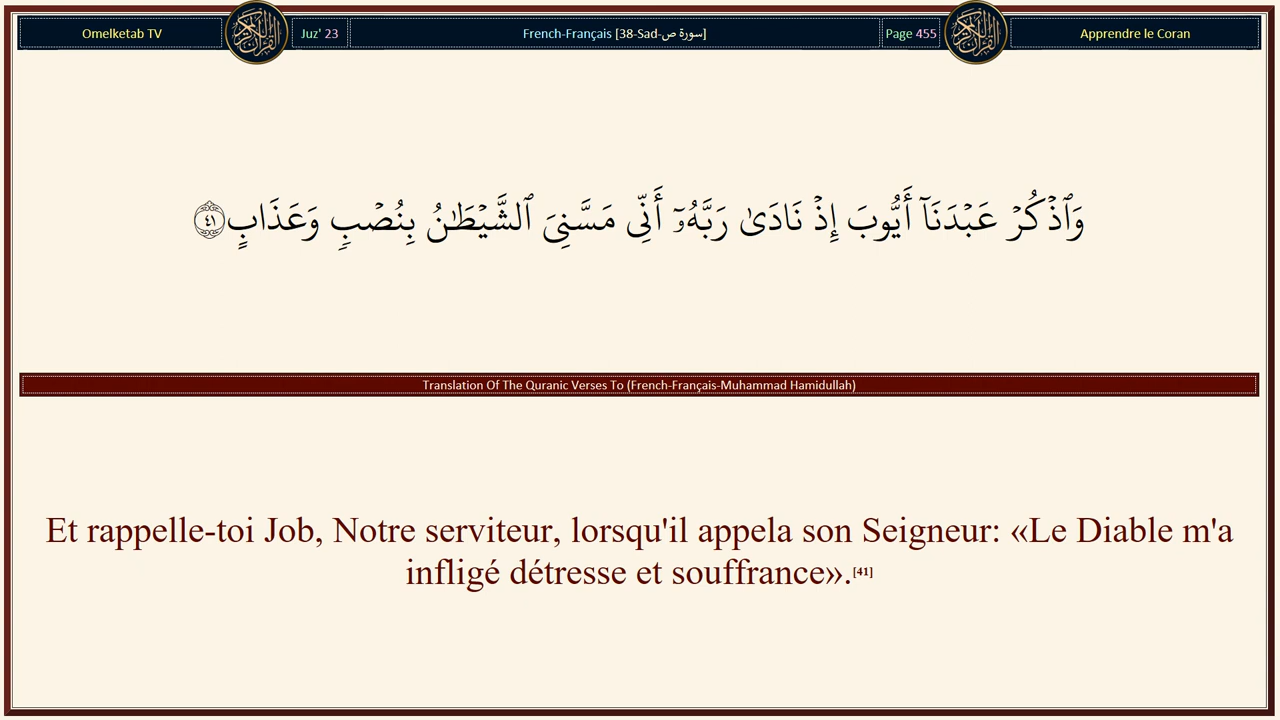 Omelketab TV
Juz' 23
French-Français [38-Sad-سورة ص]
Page 455
Apprendre le Coran
وَٱذْكُرْ عَبْدَنَآ أَيُّوبَ إِذْ نَادَىٰ رَبَّهُۥٓ أَنِّى مَسَّنِىَ ٱلشَّيْطَـٰنُ بِنُصْبٍ وَعَذَابٍ ٤١
Translation Of The Quranic Verses To (French-Français-Muhammad Hamidullah)
Et rappelle-toi Job, Notre serviteur, lorsqu'il appela son Seigneur: «Le Diable m'a
infligé détresse et souffrance».[41]